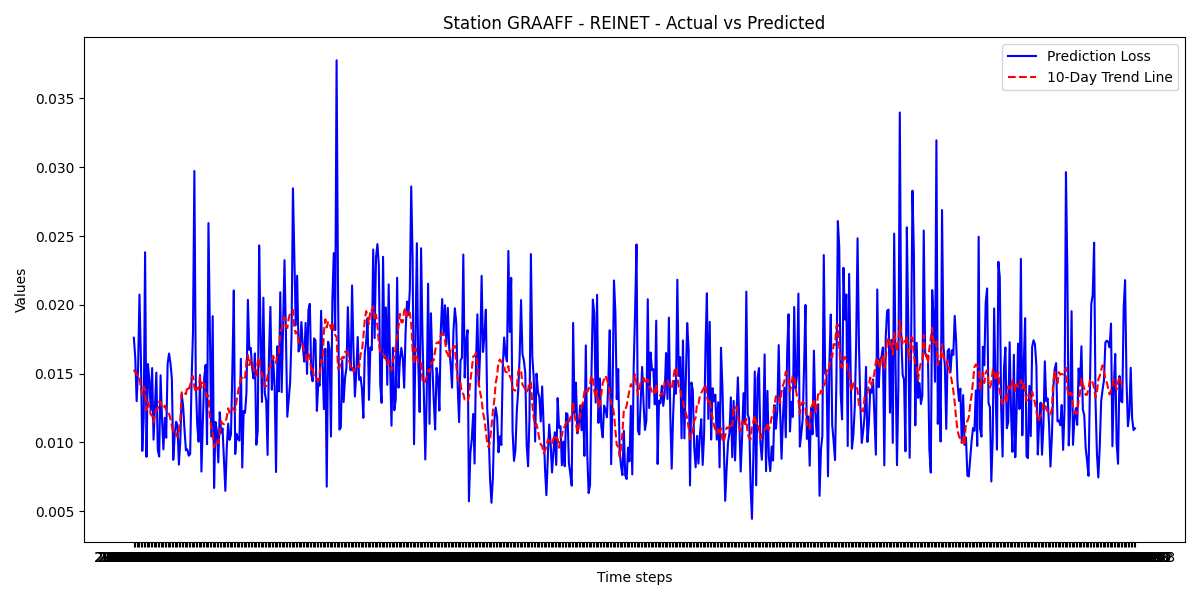 Station GRAAFF - REINET - Actual vs Predicted
Prediction Loss
10-Day Trend Line
Values
0.035
0.030
0.025
0.020
0.015
0.010
0.005
Time steps